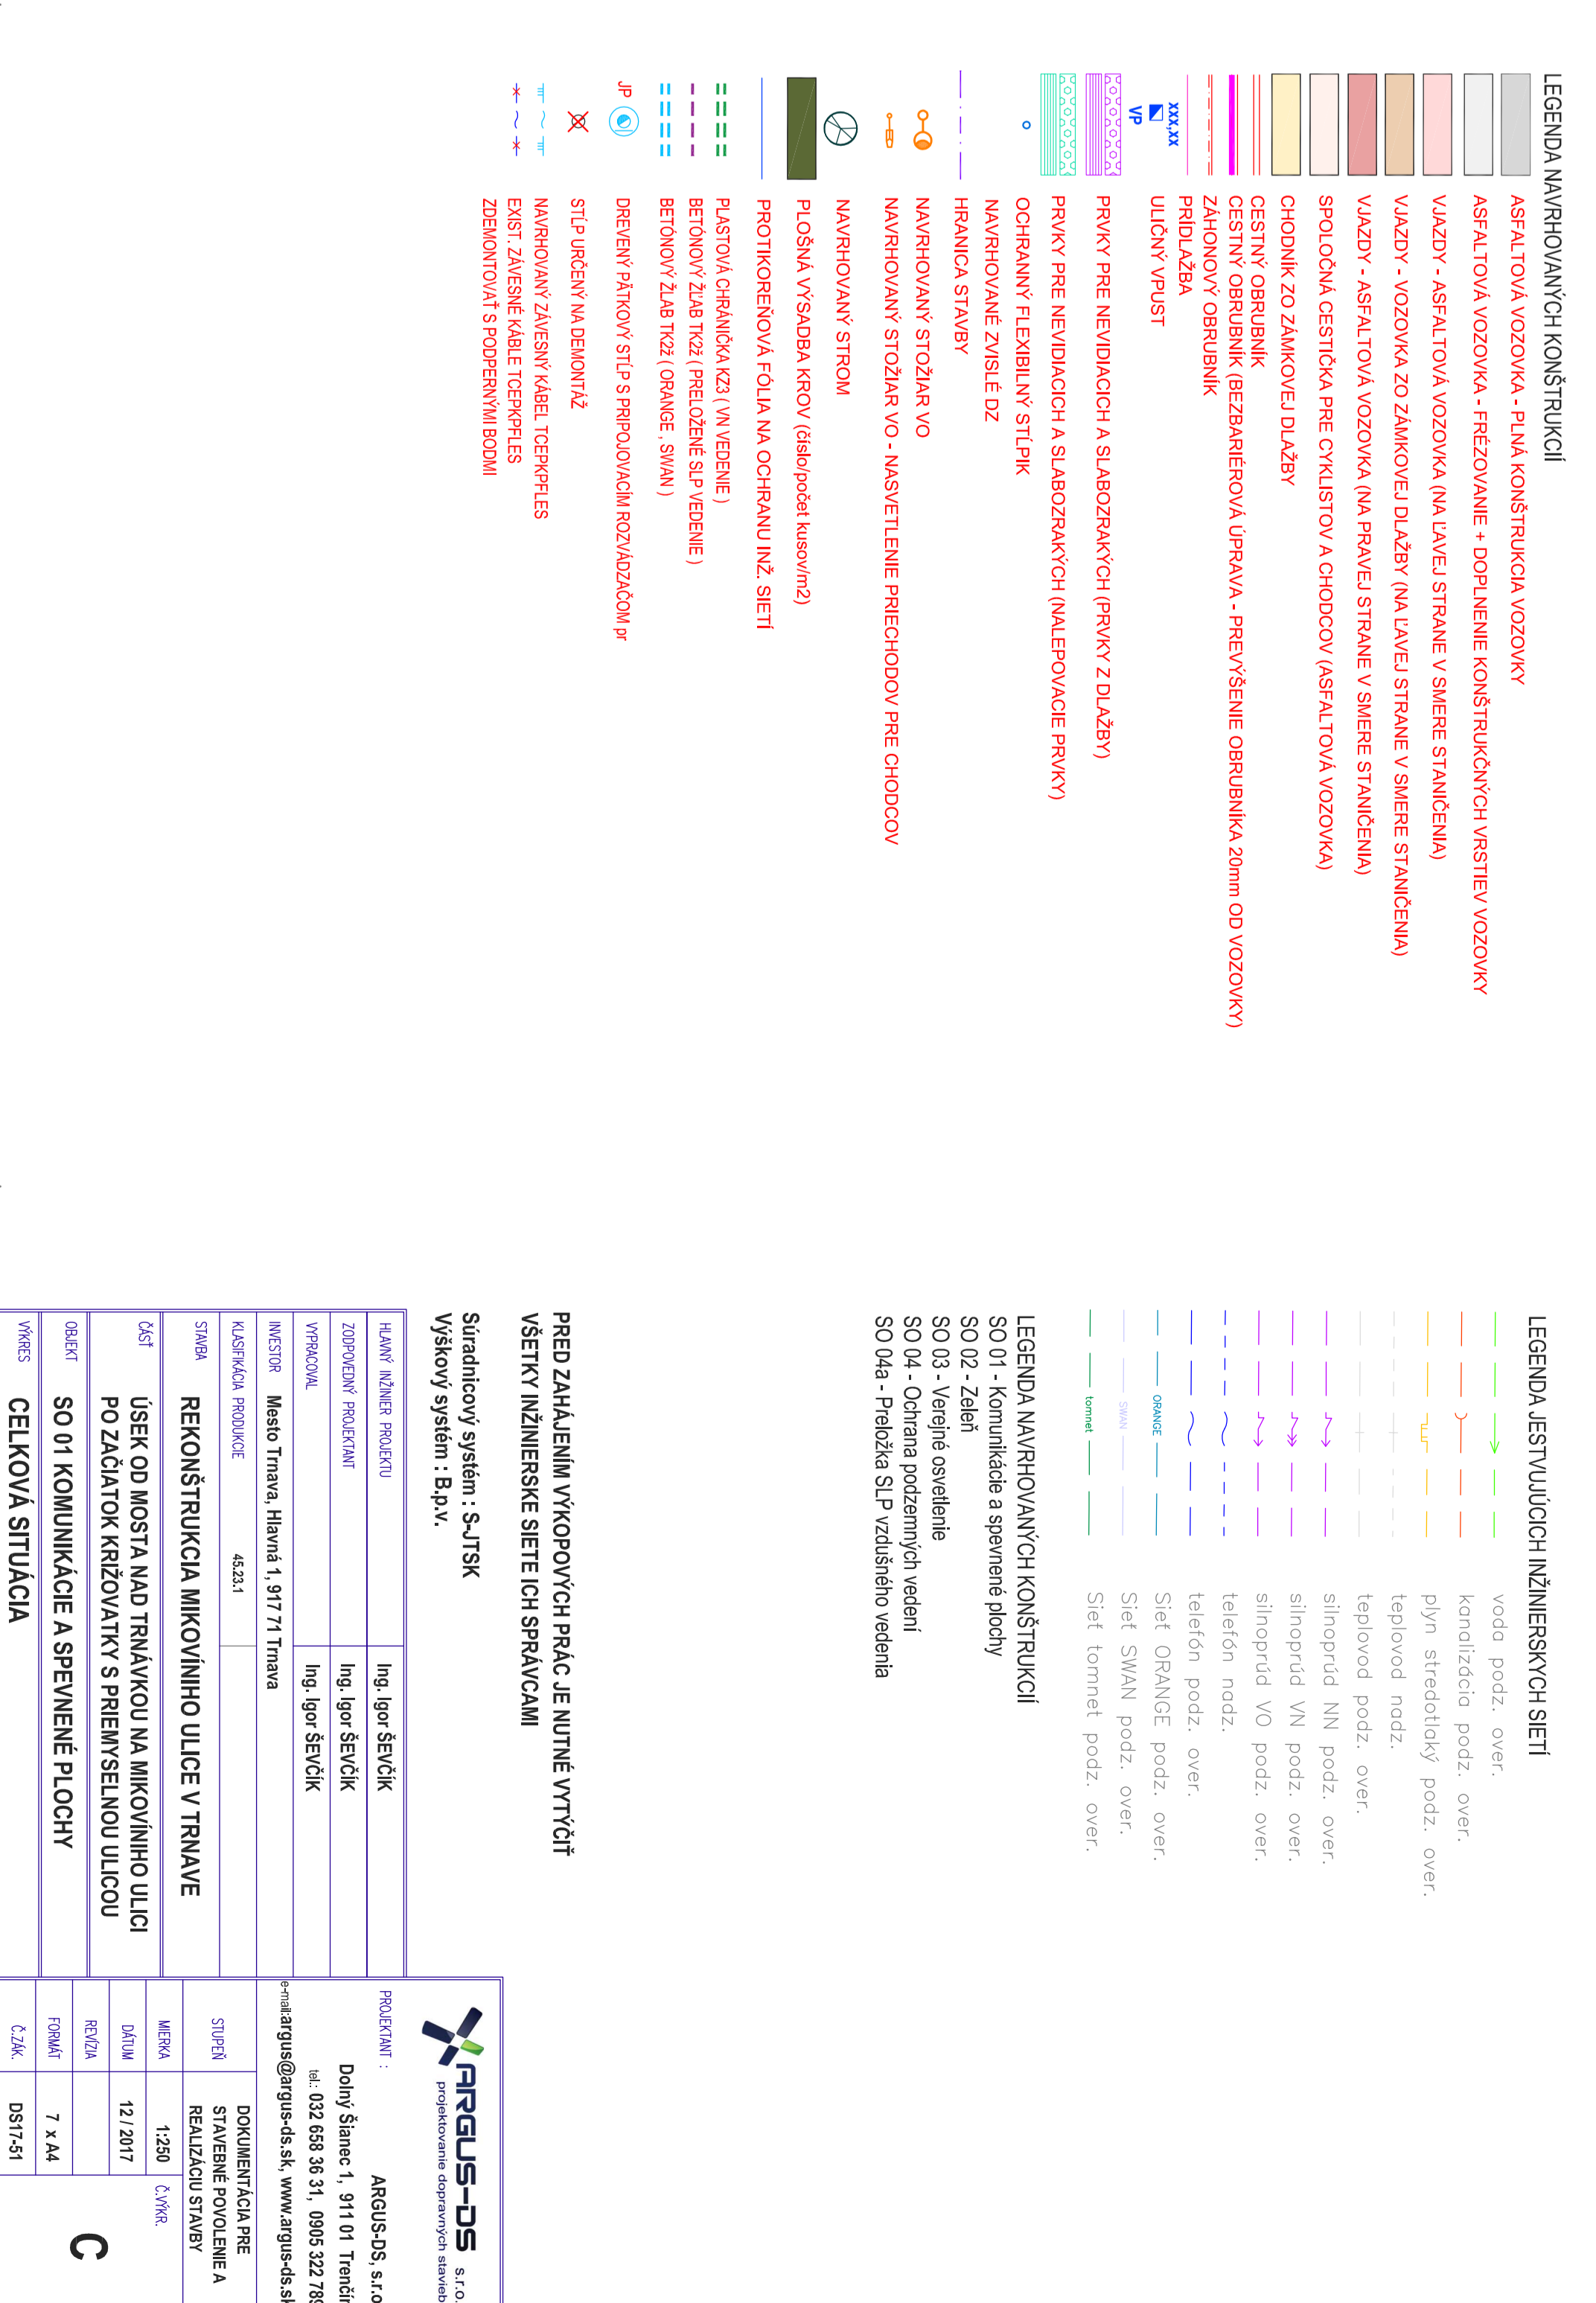 LEGENDA NAVRHOVANÝCH KONŠTRUKCIÍ
ASFALTOVÁ VOZOVKA - PLNÁ KONŠTRUKCIA VOZOVKY
ASFALTOVÁ VOZOVKA - FRÉZOVANIE + DOPLNENIE KONŠTRUKČNÝCH VRSTIEV VOZOVKY
VJAZDY - ASFALTOVÁ VOZOVKA (NA ĽAVEJ STRANE V SMERE STANIČENIA)
VJAZDY - VOZOVKA ZO ZÁMKOVEJ DLAŽBY (NA ĽAVEJ STRANE V SMERE STANIČENIA)
VJAZDY - ASFALTOVÁ VOZOVKA (NA PRAVEJ STRANE V SMERE STANIČENIA)
SPOLOČNÁ CESTIČKA PRE CYKLISTOV A CHODCOV (ASFALTOVÁ VOZOVKA)
CHODNÍK ZO ZÁMKOVEJ DLAŽBY
CESTNÝ OBRUBNÍK
CESTNÝ OBRUBNÍK (BEZBARIÉROVÁ ÚPRAVA - PREVÝŠENIE OBRUBNÍKA 20mm OD VOZOVKY)
ZÁHONOVÝ OBRUBNÍK
PRÍDLAŽBA
xxx,xx
VP
ULIČNÝ VPUST
PRVKY PRE NEVIDIACICH A SLABOZRAKÝCH (PRVKY Z DLAŽBY)
PRVKY PRE NEVIDIACICH A SLABOZRAKÝCH (NALEPOVACIE PRVKY)
OCHRANNÝ FLEXIBILNÝ STĹPIK
NAVRHOVANÉ ZVISLÉ DZ
HRANICA STAVBY
NAVRHOVANÝ STOŽIAR VO
NAVRHOVANÝ STOŽIAR VO - NASVETLENIE PRIECHODOV PRE CHODCOV
NAVRHOVANÝ STROM
PLOŠNÁ VÝSADBA KROV (číslo/počet kusov/m2)
PROTIKOREŇOVÁ FÓLIA NA OCHRANU INŽ. SIETÍ
PLASTOVÁ CHRÁNIČKA KZ3 ( VN VEDENIE )
BETÓNOVÝ ŽĽAB TK2ž ( PRELOŽENÉ SLP VEDENIE )
BETÓNOVÝ ŽLAB TK2ž ( ORANGE , SWAN )
JP
DREVENÝ PÄTKOVÝ STĹP S PRIPOJOVACÍM ROZVÁDZAČOM pr
STĹP URČENÝ NA DEMONTÁŽ
NAVRHOVANÝ ZÁVESNÝ KÁBEL TCEPKPFLES
EXIST. ZÁVESNÉ KÁBLE TCEPKPFLES
ZDEMONTOVAŤ S PODPERNÝMI BODMI
LEGENDA JESTVUJÚCICH INŽINIERSKYCH SIETÍ
voda podz. over.
kanalizácia podz. over.
plyn stredotlaký podz. over.
teplovod nadz.
teplovod podz. over.
silnoprúd NN podz. over.
silnoprúd VN podz. over.
silnoprúd VO podz. over.
telefón nadz.
telefón podz. over.
ORANGE
Sieť ORANGE podz. over.
SWAN
Sieť SWAN podz. over.
tomnet
Sieť tomnet podz. over.
LEGENDA NAVRHOVANÝCH KONŠTRUKCIÍ
SO 01 - Komunikácie a spevnené plochy
SO 02 - Zeleň
SO 03 - Verejné osvetlenie
SO 04 - Ochrana podzemných vedení
SO 04a - Preložka SLP vzdušného vedenia
PRED ZAHÁJENÍM VÝKOPOVÝCH PRÁC JE NUTNÉ VYTÝČIŤ
VŠETKY INŽINIERSKE SIETE ICH SPRÁVCAMI
Súradnicový systém : S-JTSK
Výškový systém : B.p.v.
HLAVNÝ INŽINIER PROJEKTU Ing. Igor ŠEVČÍK
ZODPOVEDNÝ PROJEKTANT Ing. Igor ŠEVČÍK
VYPRACOVAL Ing. Igor ŠEVČÍK
INVESTOR Mesto Trnava, Hlavná 1, 917 71 Trnava
KLASIFIKÁCIA PRODUKCIE 45.23.1
STAVBA REKONŠTRUKCIA MIKOVÍNIHO ULICE V TRNAVE
ČASŤ ÚSEK OD MOSTA NAD TRNÁVKOU NA MIKOVÍNIHO ULICI
PO ZAČIATOK KRIŽOVATKY S PRIEMYSELNOU ULICOU
OBJEKT SO 01 KOMUNIKÁCIE A SPEVNENÉ PLOCHY
VÝKRES CELKOVÁ SITUÁCIA
ARGUS-DS s.r.o.
projektovanie dopravných stavieb
PROJEKTANT :
ARGUS-DS, s.r.o
Dolný Šianec 1, 911 01 Trenčín
tel.: 032 658 36 31, 0905 322 789
e-mail:argus@argus-ds.sk, www.argus-ds.sk
STUPEŇ DOKUMENTÁCIA PRE
STAVEBNÉ POVOLENIE A
REALIZÁCIU STAVBY
MIERKA 1:250
Č.VÝKR.
DÁTUM 12 / 2017
REVÍZIA
FORMÁT 7 x A4
C
Č.ZÁK. DS17-51